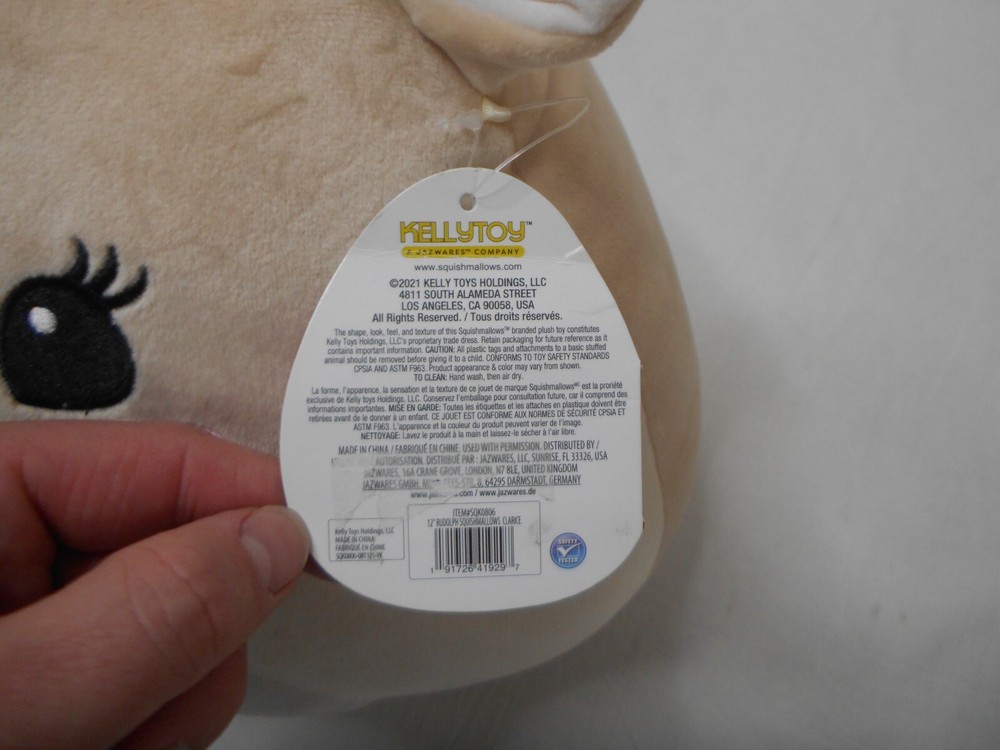 KELLYTOY™
A JAZWARES™ COMPANY
www.squishmallows.com
©2021 KELLY TOYS HOLDINGS, LLC
4811 SOUTH ALAMEDA STREET
LOS ANGELES, CA 90058, USA
All Rights Reserved. / Tous droits réservés.
The shape, look, feel, and texture of this Squishmallows™ branded plush toy constitutes
Kelly Toys Holdings, LLC's proprietary trade dress. Retain packaging for future reference as it
contains important information. CAUTION: All plastic tags and attachments to a basic stuffed
animal should be removed before giving it to a child. CONFORMS TO TOY SAFETY STANDARDS
CPSIA AND ASTM F963. Product appearance & color may vary from shown.
TO CLEAN: Hand wash, then air dry.
La forme, l'apparence, la sensation et la texture de ce jouet de marque Squishmallows est la propriété
exclusive de Kelly toys Holdings, LLC. Conservez l'emballage pour consultation future, car il comprend des
informations importantes. MISE EN GARDE: Toutes les étiquettes et les attaches en plastique doivent être
retirées avant de le donner à un enfant. CE JOUET EST CONFORME AUX NORMES DE SÉCURITÉ CPSIA ET
ASTM F963. L'apparence et la couleur du produit peuvent varier de l'image.
NETTOYAGE: Lavez le produit à la main et laissez-le sécher à l'air libre.
MADE IN CHINA / FABRIQUÉ EN CHINE. USED WITH PERMISSION. DISTRIBUTED BY /
AUTORISATION. DISTRIBUÉ PAR : JAZWARES, LLC, SUNRISE, FL 33326, USA
JAZWARES, 16A CRANE GROVE, LONDON, N7 8LE, UNITED KINGDOM
JAZWARES GMBH, 8, 64295 DARMSTADT, GERMANY
/ www.jazwares.de
ITEM#SQK0806
12" RUDOLPH SQUISHMALLOWS CLARICE
Kelly Toys Holdings, LLC
MADE IN CHINA
FABRIQUÉ EN CHINE
1 91726 41929 7
SAFETY
TESTED